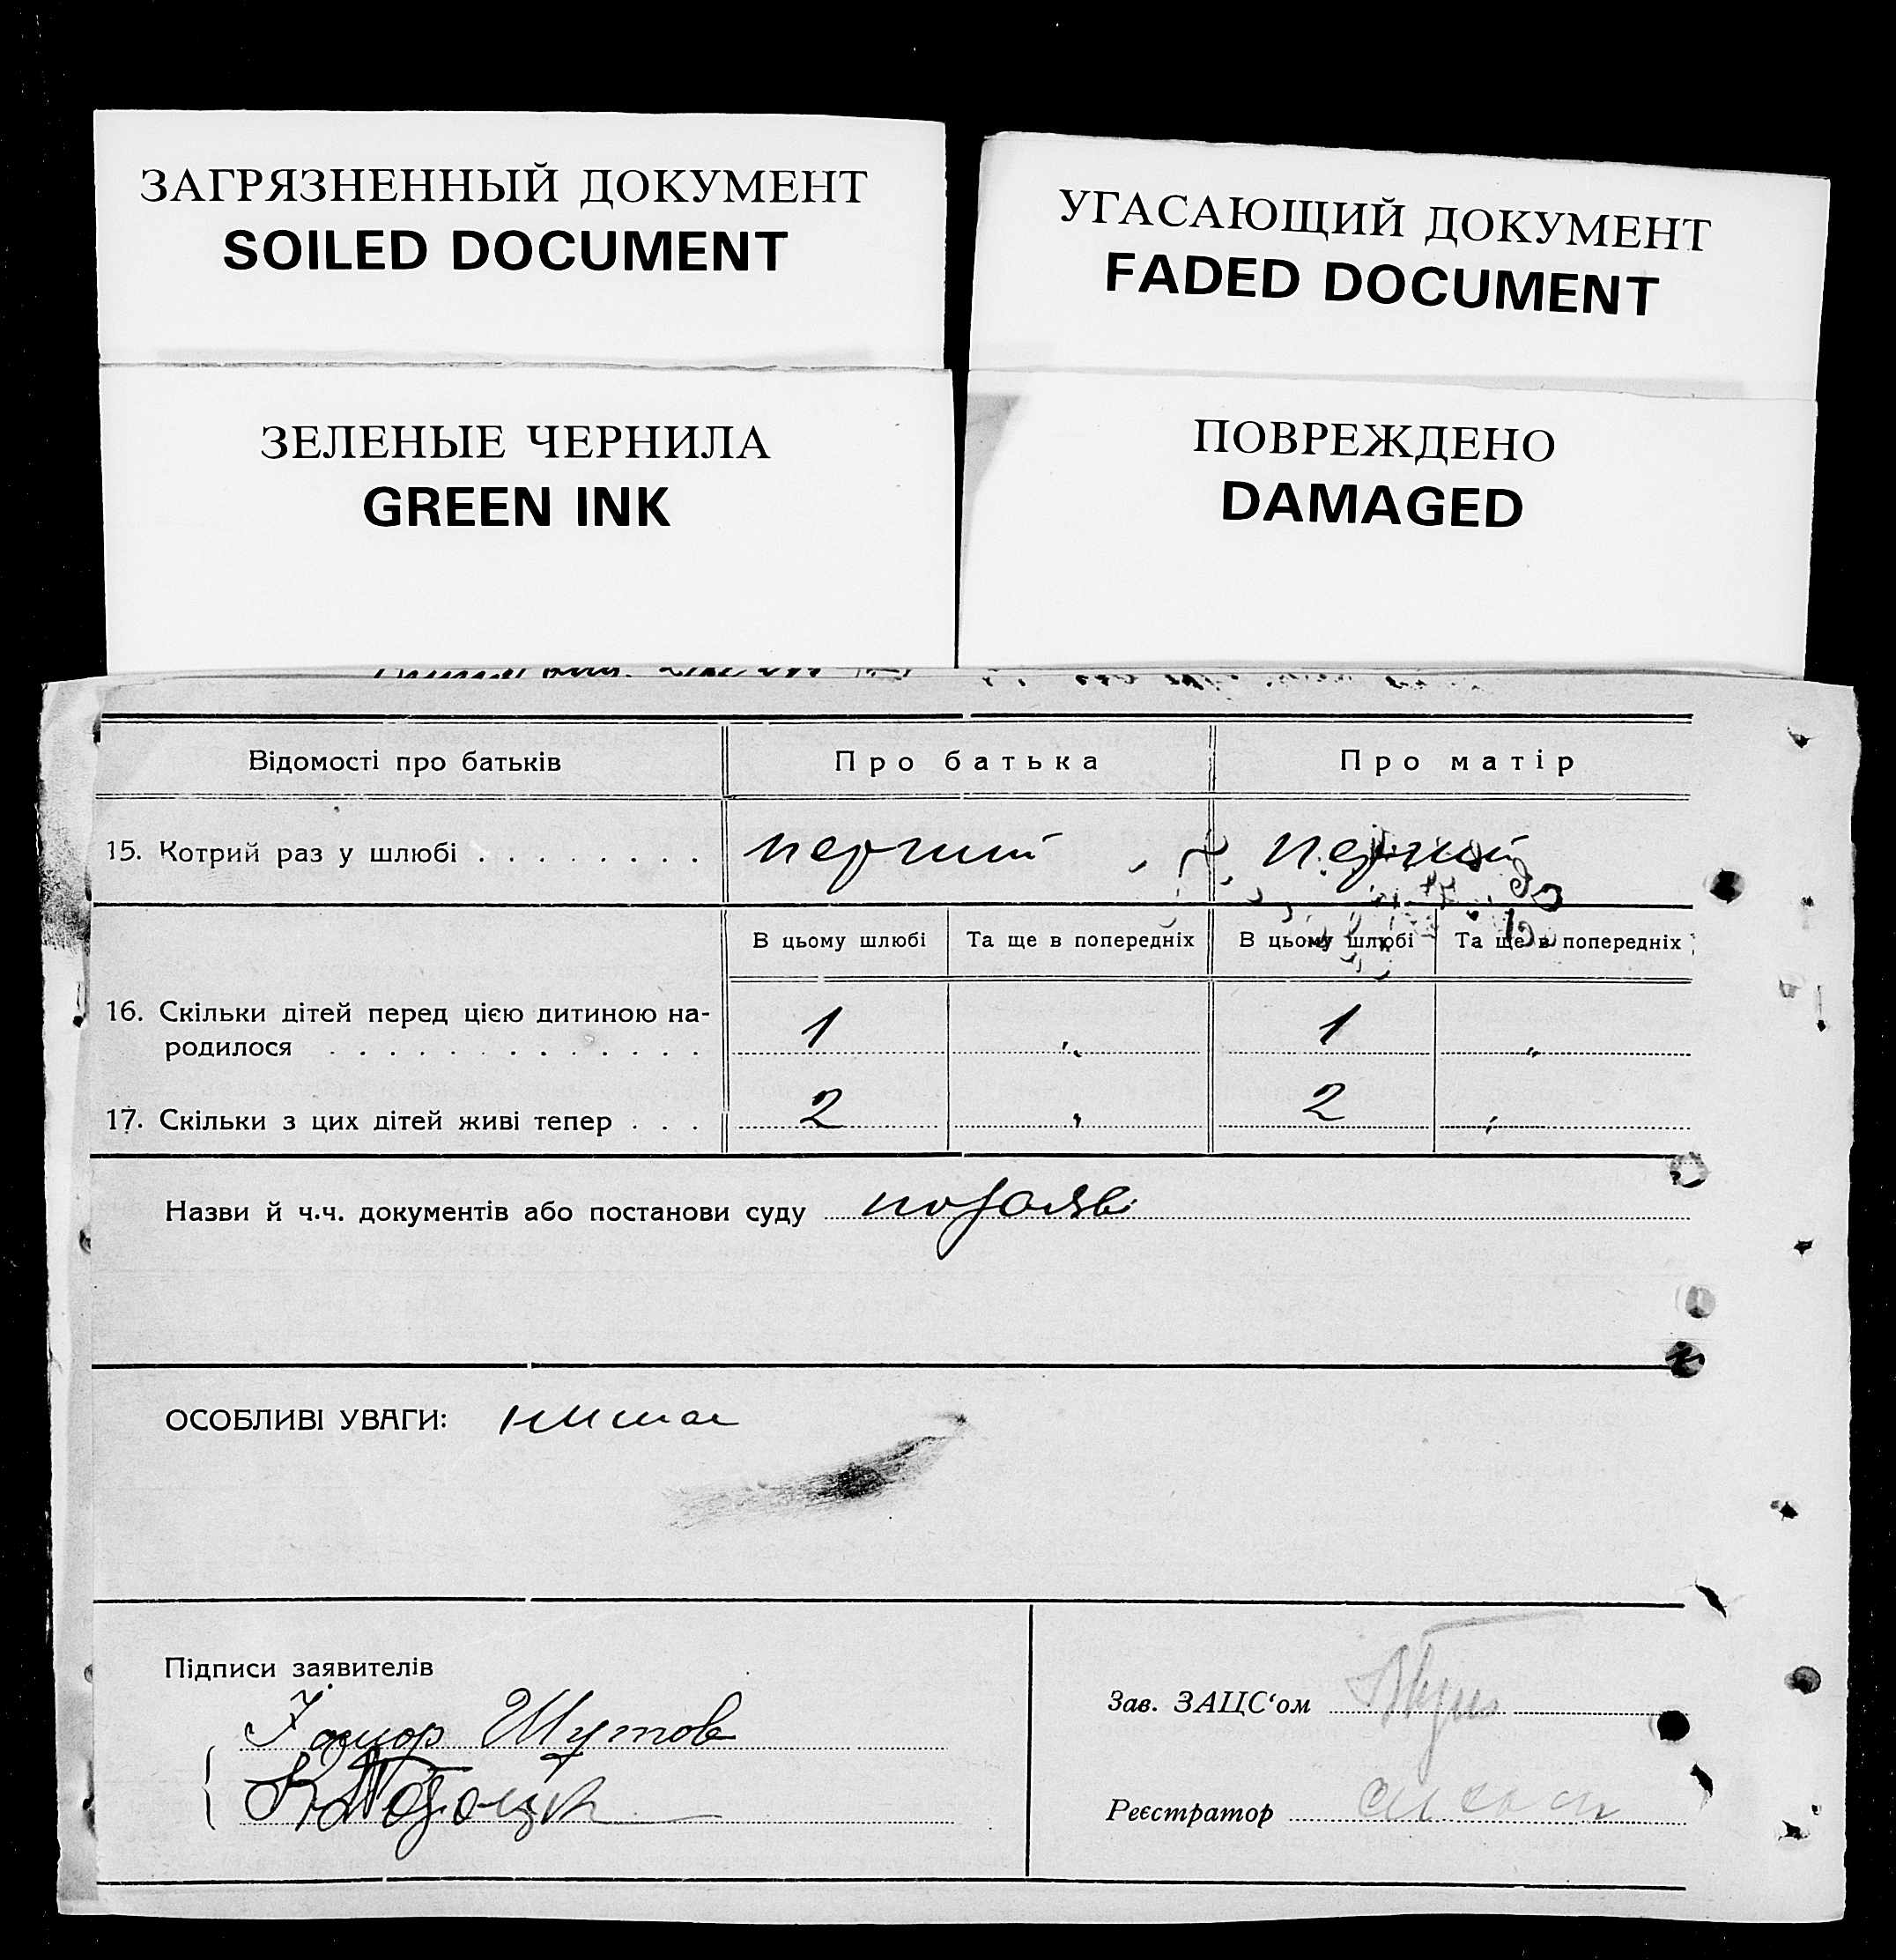 ЗАГРЯЗНЕННЫЙ ДОКУМЕНТ
SOILED DOCUMENT
УГАСАЮЩИЙ ДОКУМЕНТ
FADED DOCUMENT
ЗЕЛЕНЫЕ ЧЕРНИЛА
GREEN INK
ПОВРЕЖДЕНО
DAMAGED
Відомості про батьків Про батька Про матір
15. Котрий раз у шлюбі . . . . . . . . перший перший
В цьому шлюбі Та ще в попередніх В цьому шлюбі Та ще в попередніх
16. Скільки дітей перед цією дитиною на-
родилося . . . . . . . . . . . . . 1 „ 1 „
17. Скільки з цих дітей живі тепер . . . 2 „ 2 „
Назви й ч.ч. документів або постанови суду по заяві
ОСОБЛИВІ УВАГИ:
Підписи заявителів
Шутов
Зав. ЗАЦС‘ом
Реєстратор